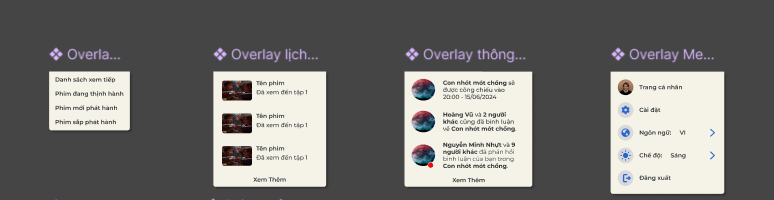 Overla...
Danh sách xem tiếp
Phim đang thịnh hành
Phim mới phát hành
Phim sắp phát hành
Overlay lịch...
Tên phim
Đã xem đến tập 1
Tên phim
Đã xem đến tập 1
Tên phim
Đã xem đến tập 1
Xem Thêm
Overlay thông...
Con nhót mót chồng sẽ
được công chiếu vào
20:00 - 15/06/2024
Hoàng Vũ và 2 người
khác cũng đã bình luận
về Con nhót mót chồng.
Nguyễn Minh Nhựt và 9
người khác đã phản hồi
bình luận của bạn trong
Con nhót mót chồng.
Xem Thêm
Overlay Me...
Trang cá nhân
Cài đặt
Ngôn ngữ: VI
Chế độ: Sáng
Đăng xuất